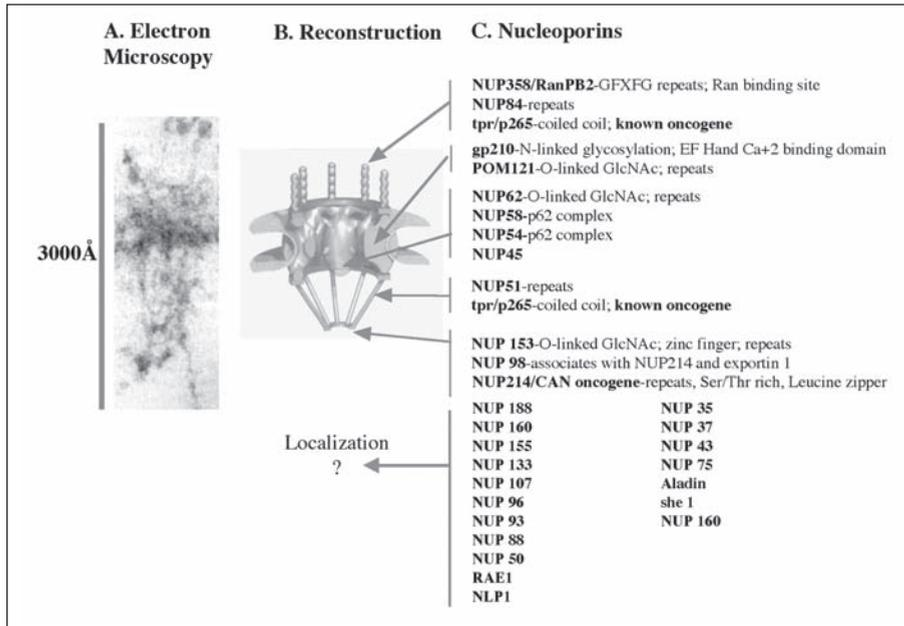 A. Electron
Microscopy
B. Reconstruction
C. Nucleoporins
3000Å
NUP358/RanPB2-GFXFG repeats; Ran binding site
NUP84-repeats
tpr/p265-coiled coil; known oncogene
gp210-N-linked glycosylation; EF Hand Ca+2 binding domain
POM121-O-linked GlcNAc; repeats
NUP62-O-linked GlcNAc; repeats
NUP58-p62 complex
NUP54-p62 complex
NUP45
NUP51-repeats
tpr/p265-coiled coil; known oncogene
NUP 153-O-linked GlcNAc; zinc finger; repeats
NUP 98-associates with NUP214 and exportin 1
NUP214/CAN oncogene-repeats, Ser/Thr rich, Leucine zipper
Localization
?
NUP 188
NUP 160
NUP 155
NUP 133
NUP 107
NUP 96
NUP 93
NUP 88
NUP 50
RAE1
NLP1
NUP 35
NUP 37
NUP 43
NUP 75
Aladin
she 1
NUP 160